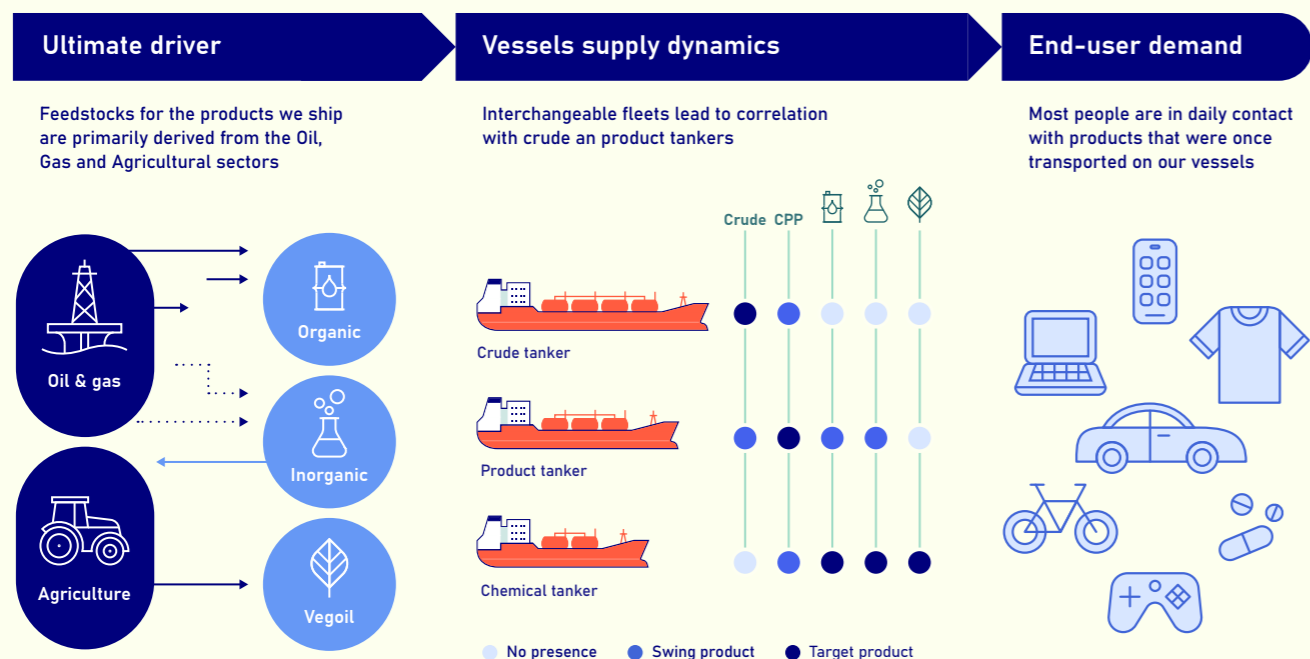 Ultimate driver
Vessels supply dynamics
End-user demand
Feedstocks for the products we ship
are primarily derived from the Oil,
Gas and Agricultural sectors
Interchangeable fleets lead to correlation
with crude an product tankers
Most people are in daily contact
with products that were once
transported on our vessels
Oil & gas
Agriculture
Organic
Inorganic
Vegoil
Crude CPP
Crude tanker
Product tanker
Chemical tanker
No presence
Swing product
Target product